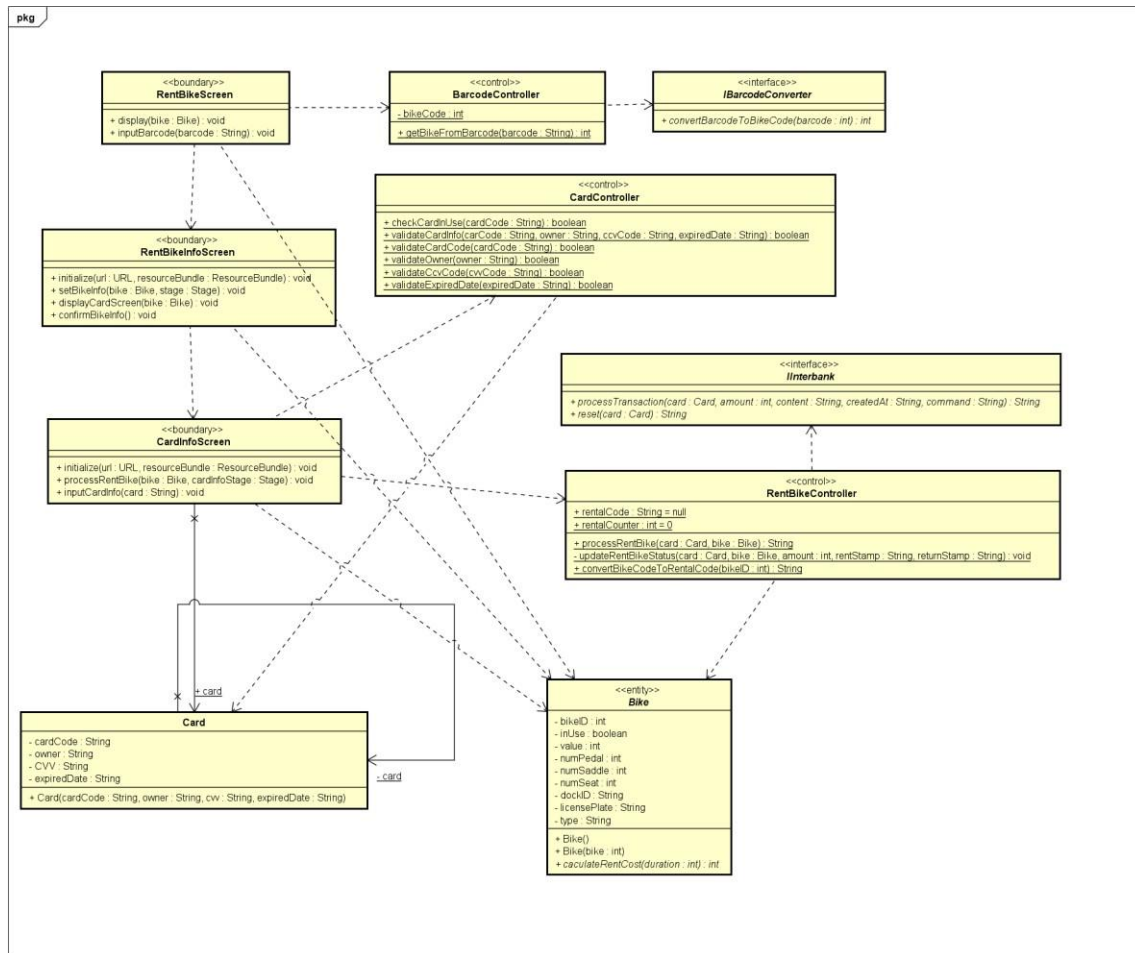 pkg
<<boundary>>
RentBikeScreen
+ display(bike : Bike) : void
+ inputBarcode(barcode : String) : void
<<control>>
BarcodeController
- bikeCode : int
+ getBikeFromBarcode(barcode : String) : int
<<interface>>
IBarcodeConverter
+ convertBarcodeToBikeCode(barcode : int) : int
<<control>>
CardController
+ checkCardInUse(cardCode : String) : boolean
+ validateCardInfo(carCode : String, owner : String, ccvCode : String, expiredDate : String) : boolean
+ validateCardCode(cardCode : String) : boolean
+ validateOwner(owner : String) : boolean
+ validateCcvCode(cvvCode : String) : boolean
+ validateExpiredDate(expiredDate : String) : boolean
<<boundary>>
RentBikeInfoScreen
+ initialize(url : URL, resourceBundle : ResourceBundle) : void
+ setBikeInfo(bike : Bike, stage : Stage) : void
+ displayCardScreen(bike : Bike) : void
+ confirmBikeInfo() : void
<<interface>>
IInterbank
+ processTransaction(card : Card, amount : int, content : String, createdAt : String, command : String) : String
+ reset(card : Card) : String
<<boundary>>
CardInfoScreen
+ initialize(url : URL, resourceBundle : ResourceBundle) : void
+ processRentBike(bike : Bike, cardInfoStage : Stage) : void
+ inputCardInfo(card : String) : void
<<control>>
RentBikeController
+ rentalCode : String = null
+ rentalCounter : int = 0
+ processRentBike(card : Card, bike : Bike) : String
- updateRentBikeStatus(card : Card, bike : Bike, amount : int, rentStamp : String, returnStamp : String) : void
+ convertBikeCodeToRentalCode(bikeID : int) : String
+ card
Card
- cardCode : String
- owner : String
- CVV : String
- expiredDate : String
+ Card(cardCode : String, owner : String, cvv : String, expiredDate : String)
- card
<<entity>>
Bike
- bikeID : int
- inUse : boolean
- value : int
- numPedal : int
- numSaddle : int
- numSeat : int
- dockID : String
- licensePlate : String
- type : String
+ Bike()
+ Bike(bike : int)
+ caculateRentCost(duration : int) : int